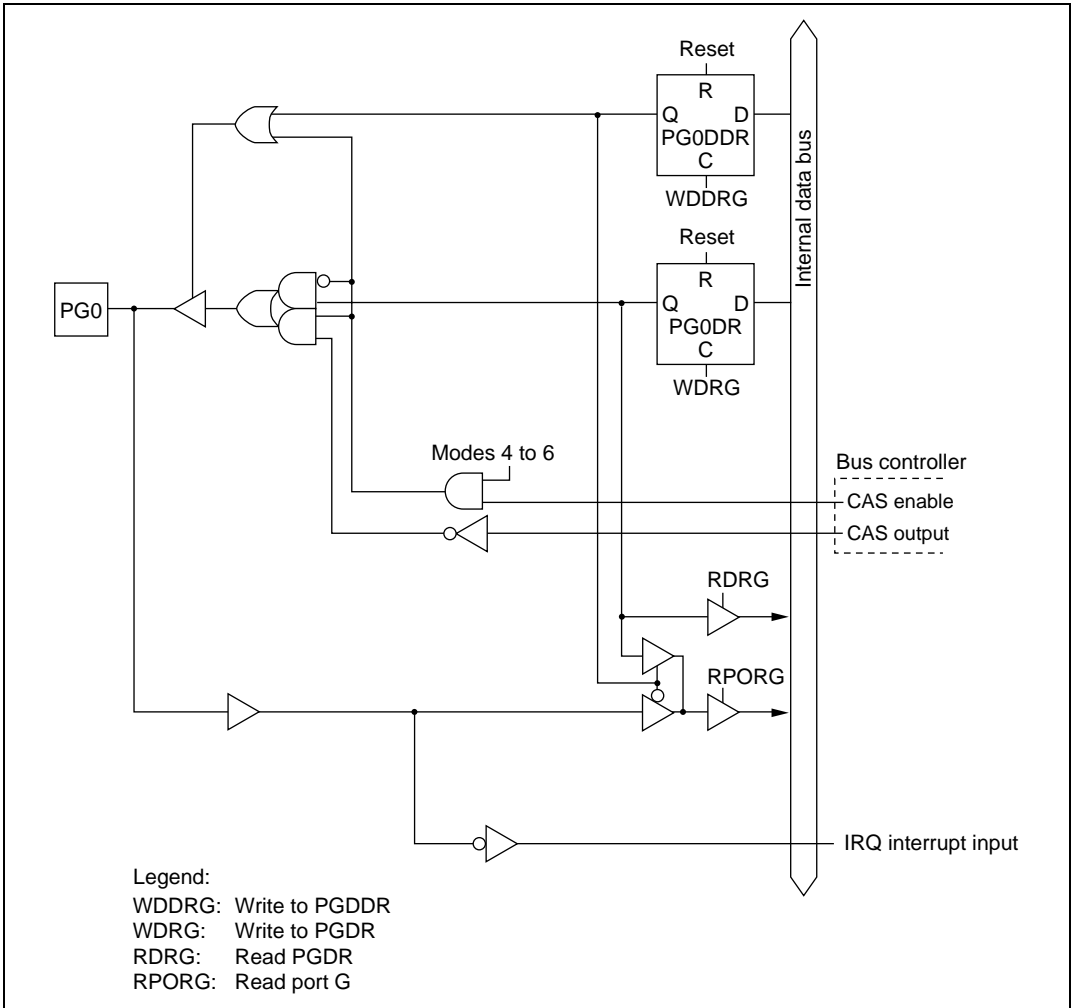 Reset
R
Q D
PG0DDR
C
WDDRG
Internal data bus
Reset
R
Q D
PG0DR
C
WDRG
PG0
Modes 4 to 6
Bus controller
CAS enable
CAS output
RDRG
RPORG
IRQ interrupt input
Legend:
WDDRG: Write to PGDDR
WDRG: Write to PGDR
RDRG: Read PGDR
RPORG: Read port G